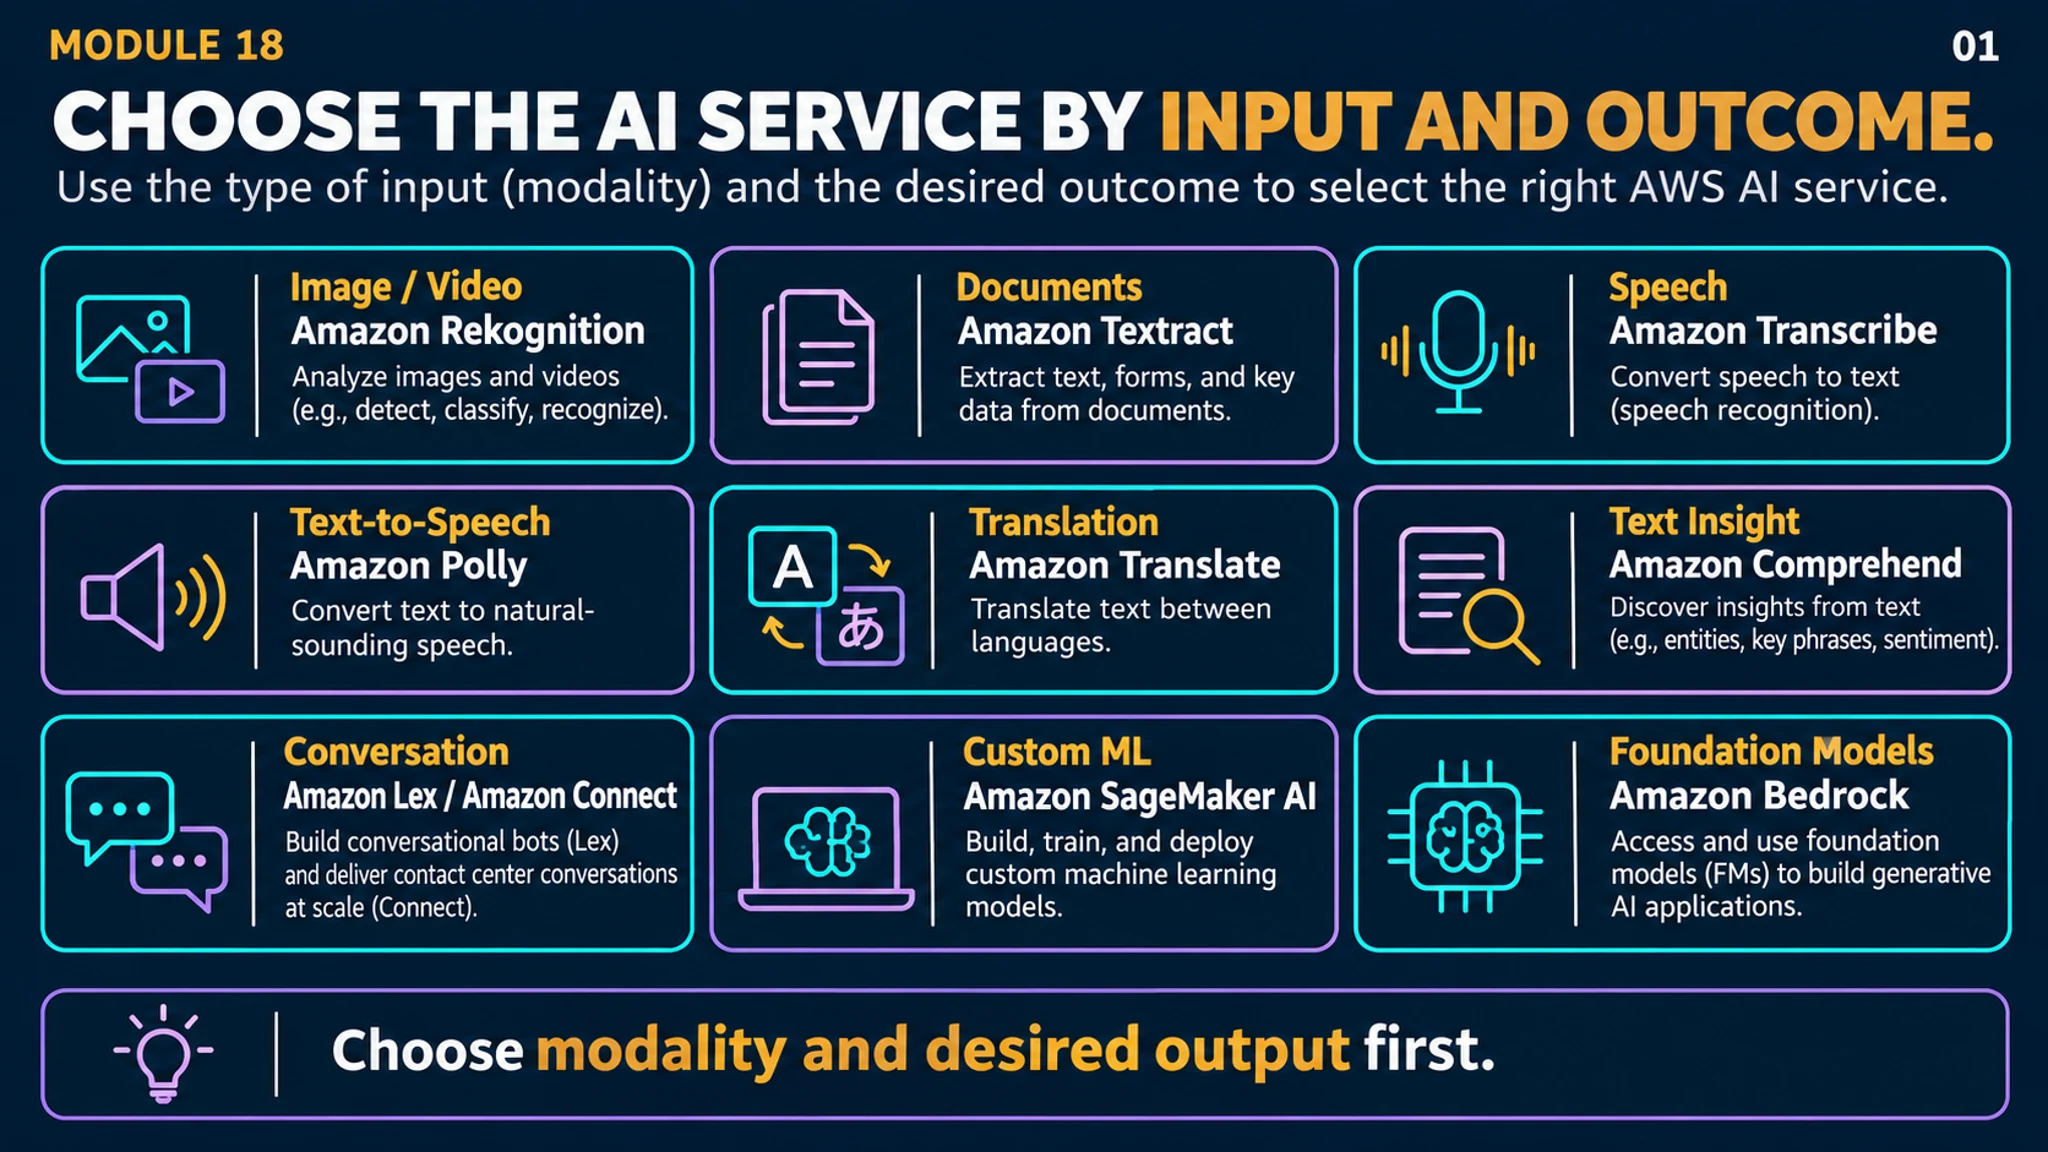 MODULE 18
01
CHOOSE THE AI SERVICE BY INPUT AND OUTCOME.
Use the type of input (modality) and the desired outcome to select the right AWS AI service.
Image / Video
Amazon Rekognition
Analyze images and videos
(e.g., detect, classify, recognize).
Documents
Amazon Textract
Extract text, forms, and key
data from documents.
Speech
Amazon Transcribe
Convert speech to text
(speech recognition).
Text-to-Speech
Amazon Polly
Convert text to natural-
sounding speech.
A
あ
Translation
Amazon Translate
Translate text between
languages.
Text Insight
Amazon Comprehend
Discover insights from text
(e.g., entities, key phrases, sentiment).
Conversation
Amazon Lex / Amazon Connect
Build conversational bots (Lex)
and deliver contact center conversations
at scale (Connect).
Custom ML
Amazon SageMaker AI
Build, train, and deploy
custom machine learning
models.
Foundation Models
Amazon Bedrock
Access and use foundation
models (FMs) to build generative
AI applications.
Choose modality and desired output first.